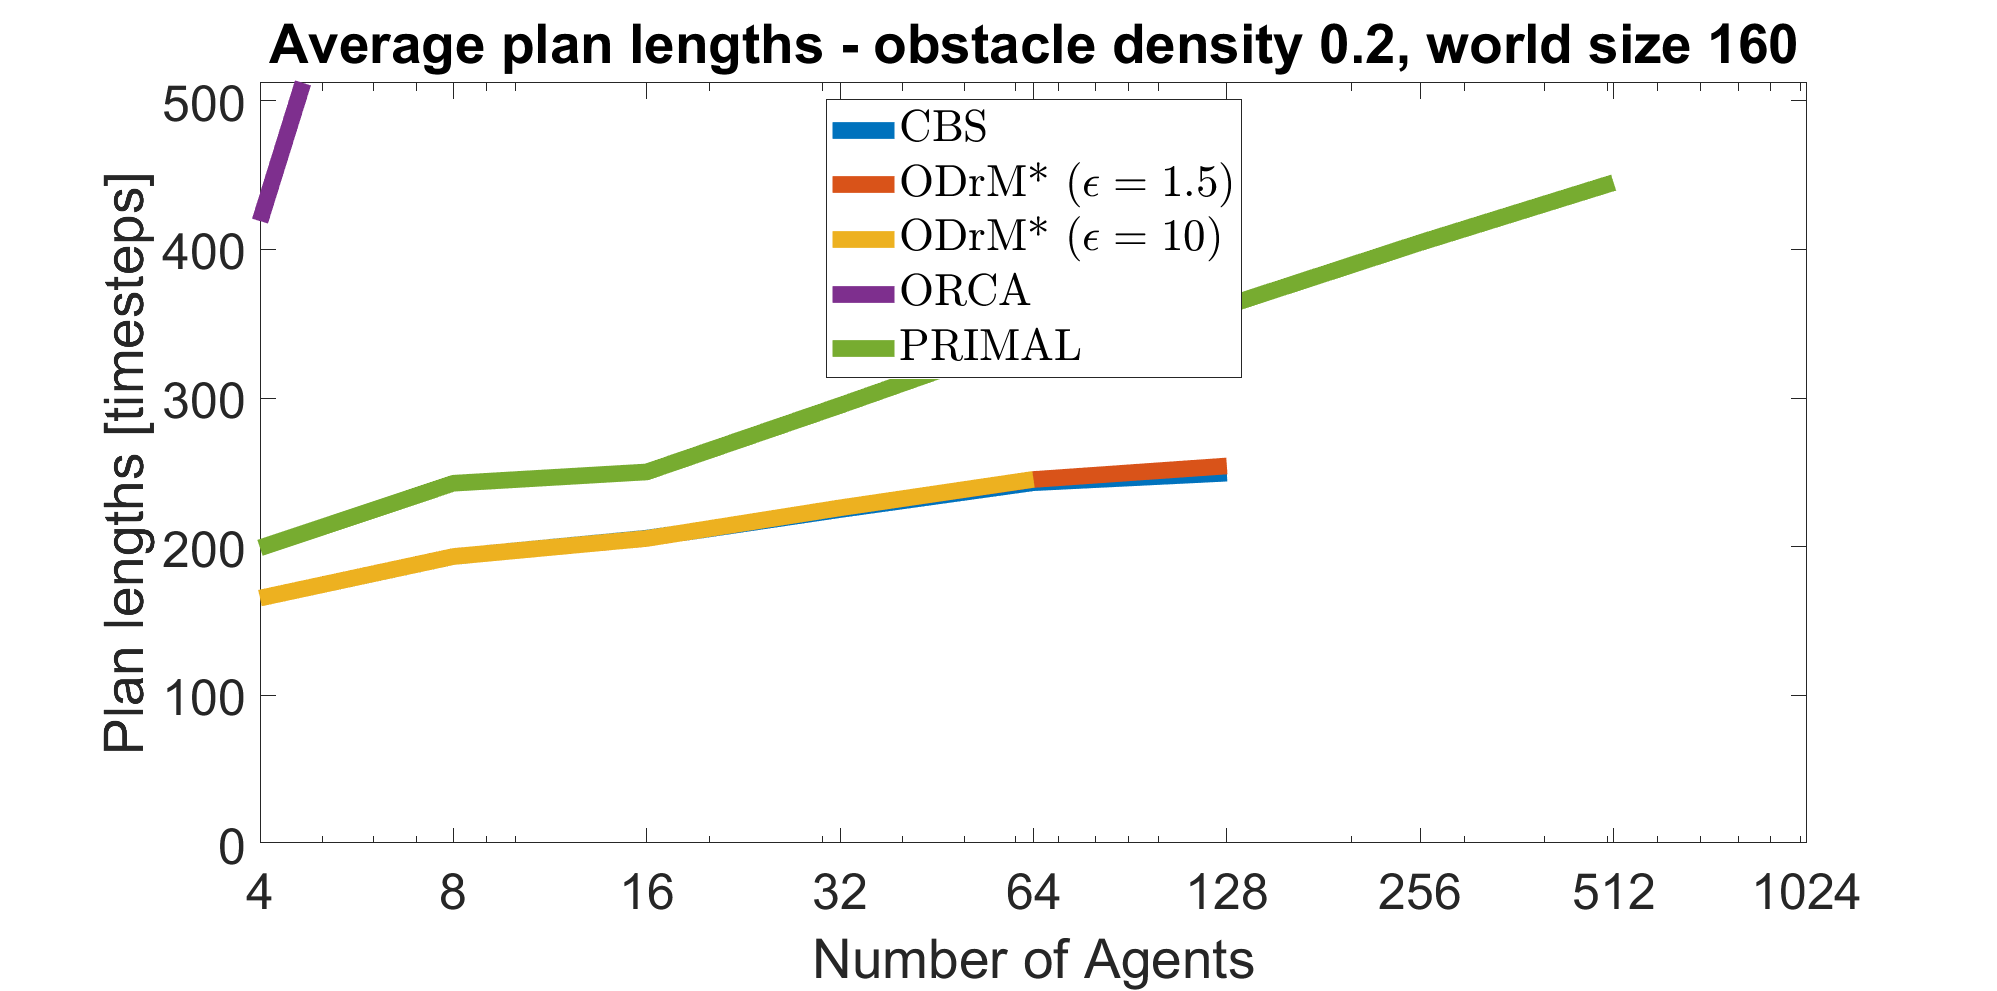 Average plan lengths - obstacle density 0.2, world size 160
Plan lengths [timesteps]
500
400
300
200
100
0
CBS
ODrM* (ϵ = 1.5)
ODrM* (ϵ = 10)
ORCA
PRIMAL
4 8 16 32 64 128 256 512 1024
Number of Agents